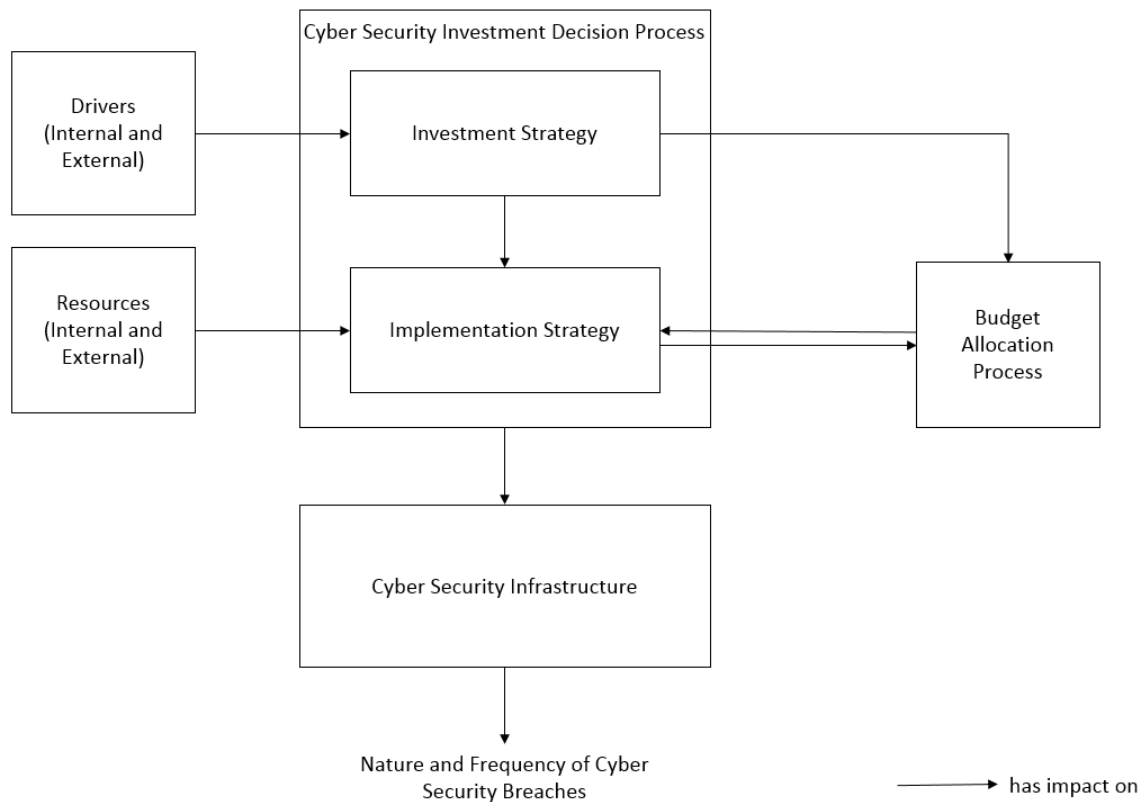 Cyber Security Investment Decision Process
Drivers
(Internal and
External)
Investment Strategy
Resources
(Internal and
External)
Implementation Strategy
Budget
Allocation
Process
Cyber Security Infrastructure
Nature and Frequency of Cyber
Security Breaches
has impact on